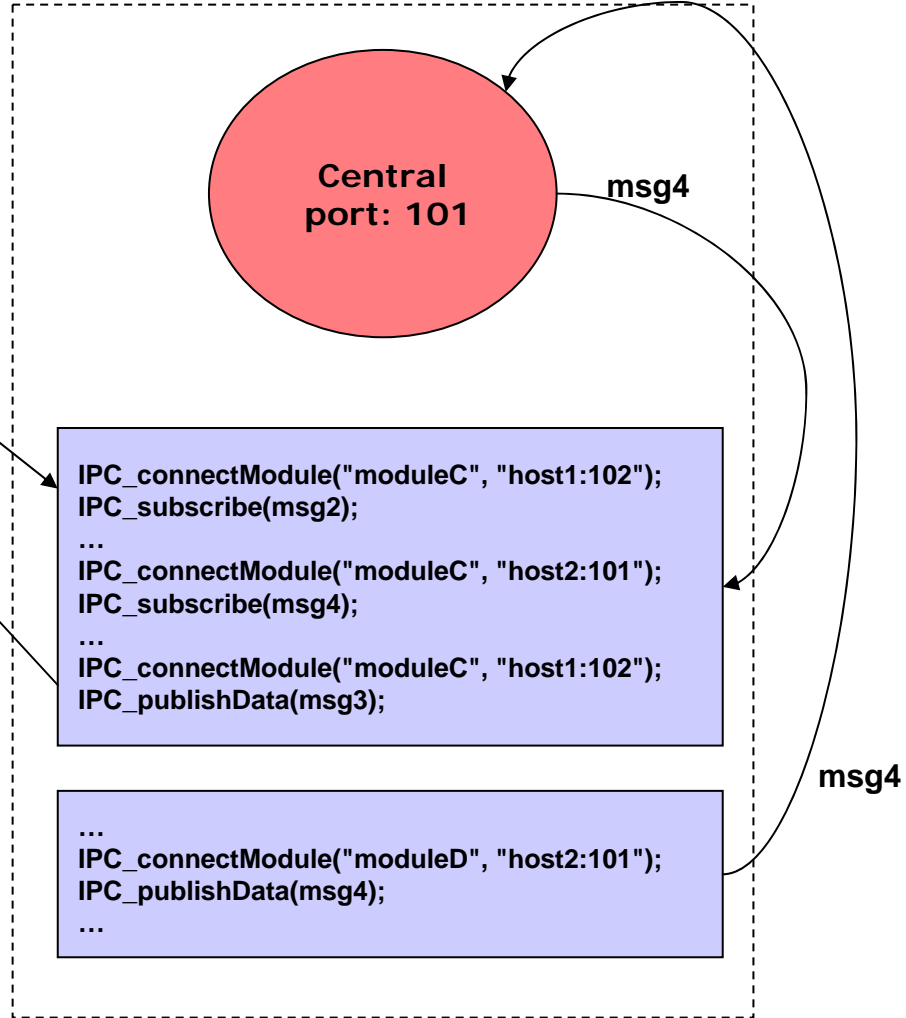 Central
port: 101
msg4
IPC_connectModule("moduleC", "host1:102");
IPC_subscribe(msg2);
…
IPC_connectModule("moduleC", "host2:101");
IPC_subscribe(msg4);
…
IPC_connectModule("moduleC", "host1:102");
IPC_publishData(msg3);
msg4
…
IPC_connectModule("moduleD", "host2:101");
IPC_publishData(msg4);
…